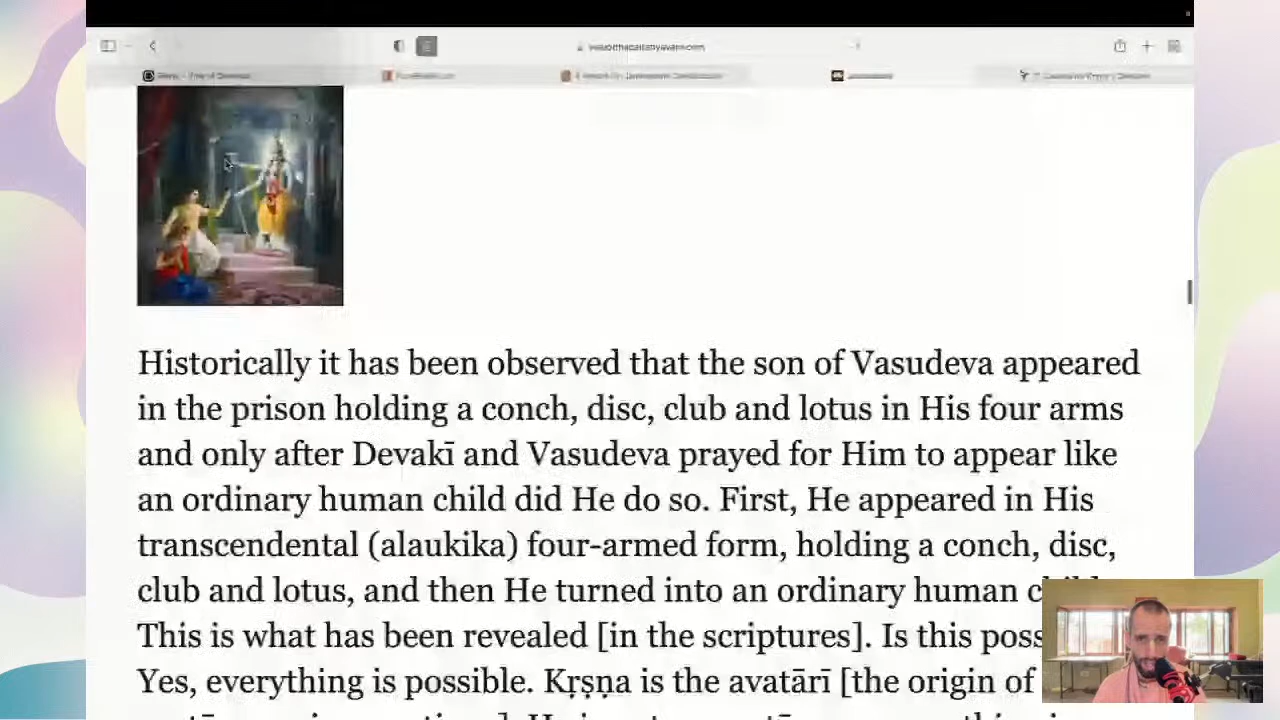 Historically it has been observed that the son of Vasudeva appeared
in the prison holding a conch, disc, club and lotus in His four arms
and only after Devakī and Vasudeva prayed for Him to appear like
an ordinary human child did He do so. First, He appeared in His
transcendental (alaukika) four-armed form, holding a conch, disc,
club and lotus, and then He turned into an ordinary human
This is what has been revealed [in the scriptures]. Is this
Yes, everything is possible. Kṛṣṇa is the avatārī [the origin of